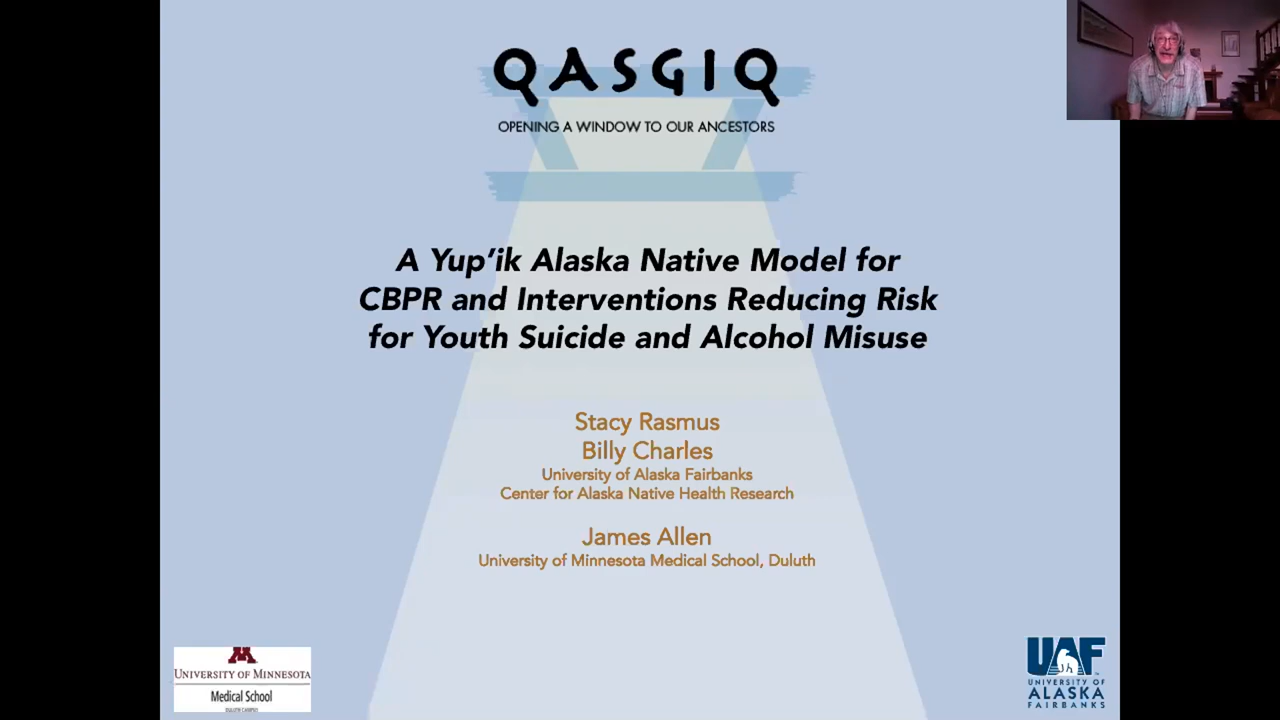 QASGIQ
OPENING A WINDOW TO OUR ANCESTORS
A Yup’ik Alaska Native Model for
CBPR and Interventions Reducing Risk
for Youth Suicide and Alcohol Misuse
Stacy Rasmus
Billy Charles
University of Alaska Fairbanks
Center for Alaska Native Health Research
James Allen
University of Minnesota Medical School, Duluth
M
UNIVERSITY OF MINNESOTA
Medical School
DULUTH CAMPUS
UAF
UNIVERSITY OF
ALASKA
FAIRBANKS